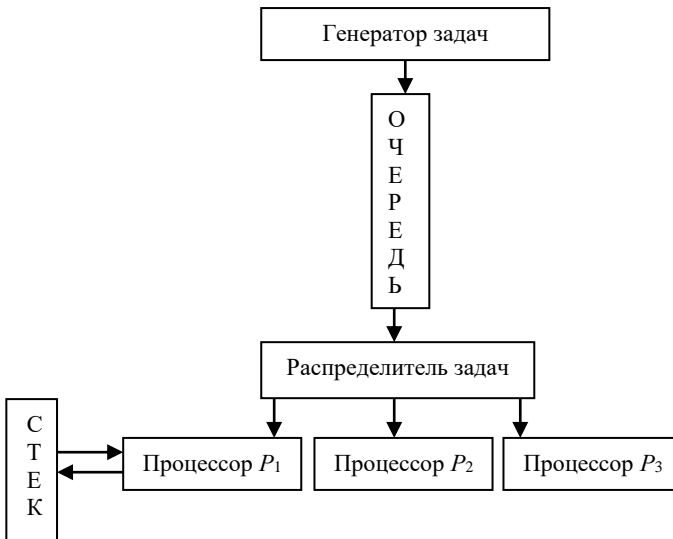 Генератор задач
О
Ч
Е
Р
Е
Д
Ь
Распределитель задач
С
Т
Е
К
Процессор P1
Процессор P2
Процессор P3